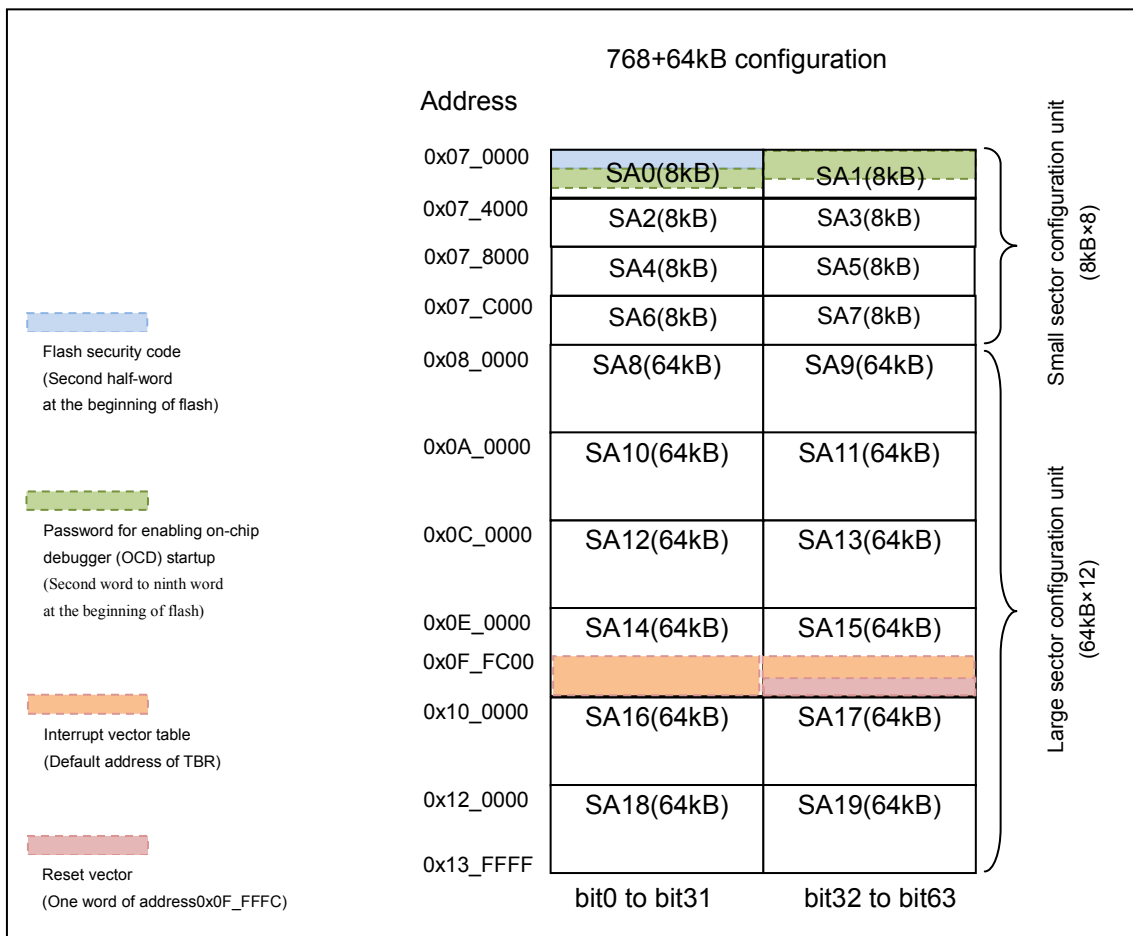 768+64kB configuration
Address
0x07_0000
SA0(8kB)
SA1(8kB)
0x07_4000
SA2(8kB)
SA3(8kB)
0x07_8000
SA4(8kB)
SA5(8kB)
0x07_C000
SA6(8kB)
SA7(8kB)
Small sector configuration unit
(8kB×8)
0x08_0000
SA8(64kB)
SA9(64kB)
0x0A_0000
SA10(64kB)
SA11(64kB)
0x0C_0000
SA12(64kB)
SA13(64kB)
0x0E_0000
SA14(64kB)
SA15(64kB)
0x0F_FC00
0x10_0000
SA16(64kB)
SA17(64kB)
0x12_0000
SA18(64kB)
SA19(64kB)
0x13_FFFF
Large sector configuration unit
(64kB×12)
bit0 to bit31
bit32 to bit63
Flash security code
(Second half-word
at the beginning of flash)
Password for enabling on-chip
debugger (OCD) startup
(Second word to ninth word
at the beginning of flash)
Interrupt vector table
(Default address of TBR)
Reset vector
(One word of address0x0F_FFFC)